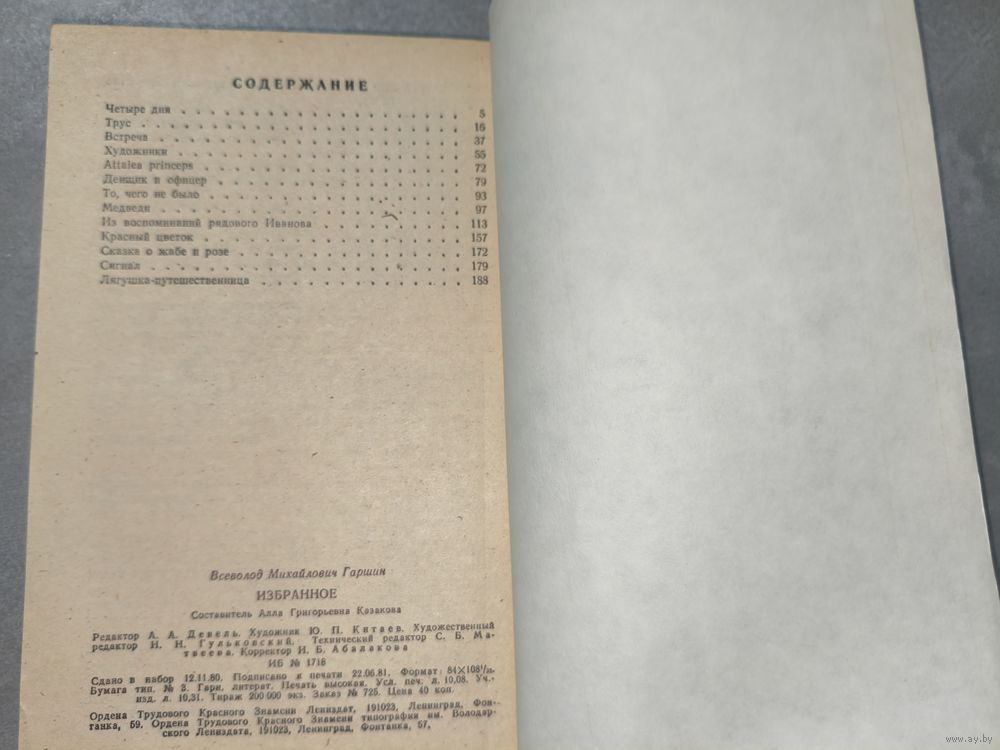 СОДЕРЖАНИЕ
Четыре дня . . . . . . . . . . . . . . . . . . . 5
Трус . . . . . . . . . . . . . . . . . . . . . 16
Встреча . . . . . . . . . . . . . . . . . . . . 37
Художники . . . . . . . . . . . . . . . . . . 55
Attalea princeps . . . . . . . . . . . . . . . . . 72
Денщик и офицер . . . . . . . . . . . . . . . . 79
То, чего не было . . . . . . . . . . . . . . . . 93
Медведи . . . . . . . . . . . . . . . . . . . 97
Из воспоминаний рядового Иванова . . . . . . . . . . 113
Красный цветок . . . . . . . . . . . . . . . . . 157
Сказка о жабе и розе . . . . . . . . . . . . . . . 172
Сигнал . . . . . . . . . . . . . . . . . . . . 179
Лягушка-путешественница . . . . . . . . . . . . . 188
Всеволод Михайлович Гаршин
ИЗБРАННОЕ
Составитель Алла Григорьевна Казакова
Редактор А. А. Девель. Художник Ю. П. Китаев. Художественный
редактор И. Н. Гульковский. Технический редактор С. Б. Мат-
веева. Корректор Н. Б. Абалакова
ИБ № 1716
Сдано в набор 12.11.80. Подписано к печати 22.06.81. Формат 84×108¹/₃₂.
Бумага тип. № 3. Гарн. литерат. Печать высокая. Усл. печ. л. 10,08. Уч.-
изд. л. 10,31. Тираж 200 000 экз. Заказ № 725. Цена 40 коп.
Ордена Трудового Красного Знамени Лениздат, 191023, Ленинград, Фон-
танка, 59. Ордена Трудового Красного Знамени типография им. Володар-
ского Лениздата, 191023, Ленинград, Фонтанка, 57.
www.ay.by